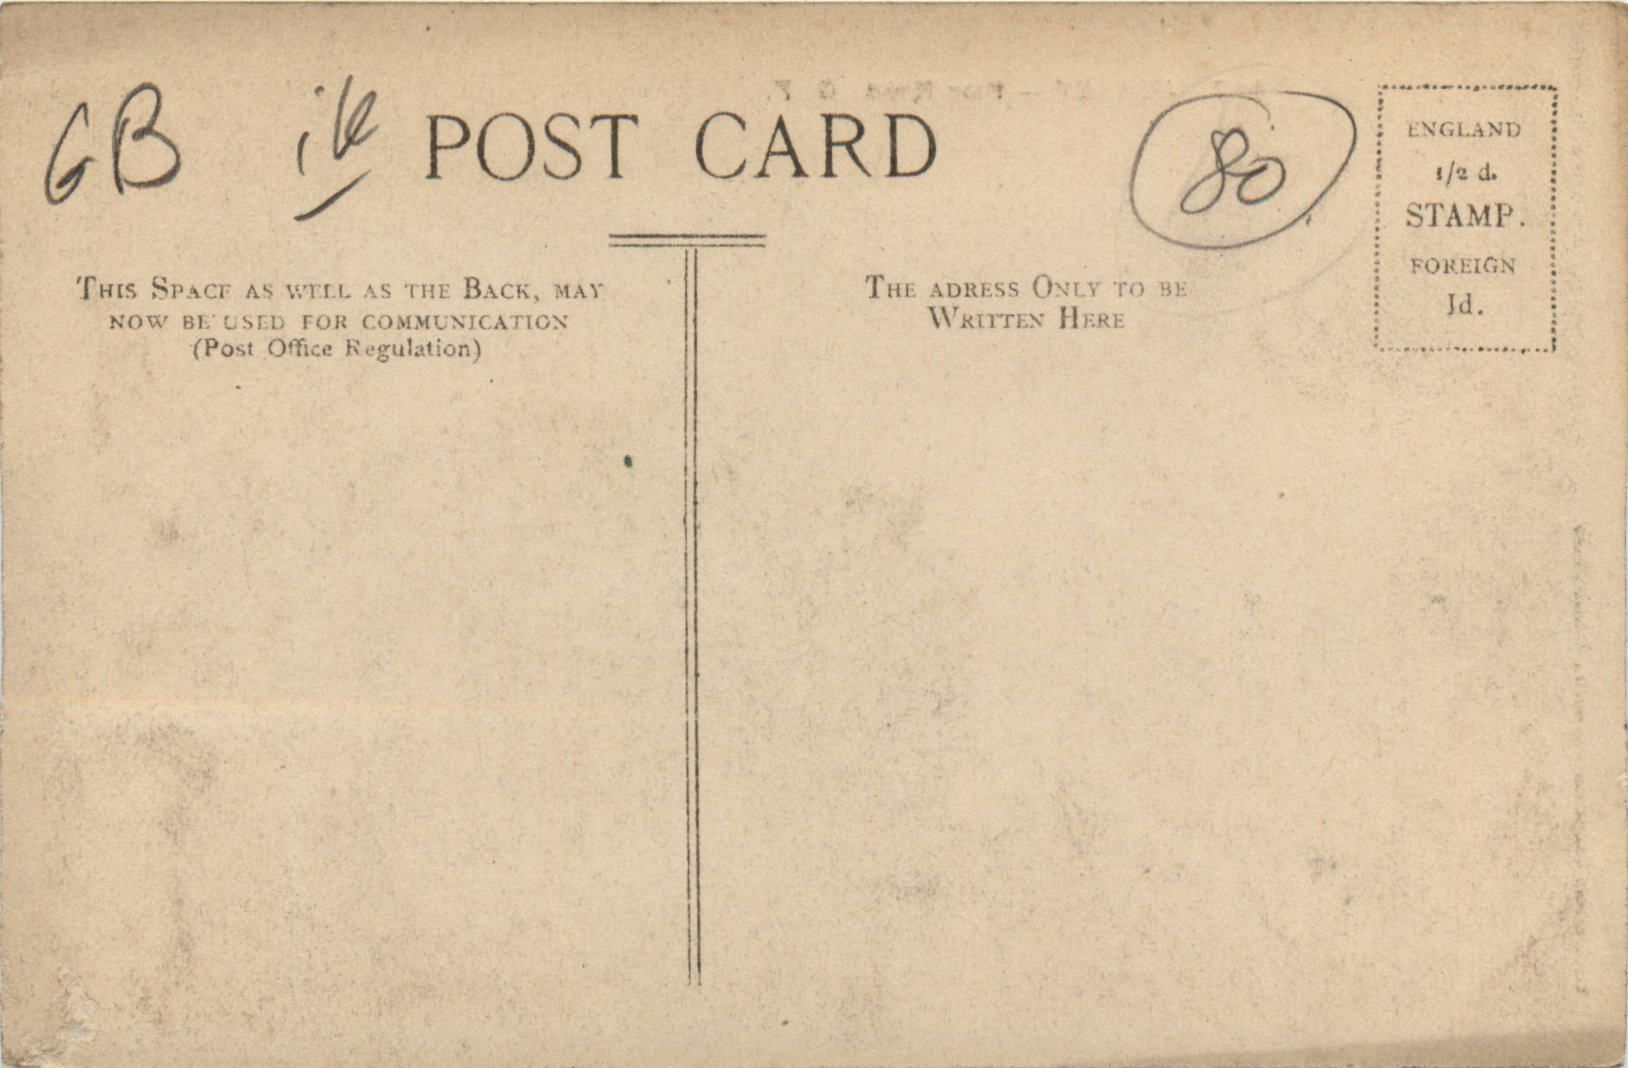 GB
POST CARD
80
ENGLAND
1/2 d.
STAMP.
FOREIGN
1d.
THIS SPACE AS WELL AS THE BACK, MAY
NOW BE USED FOR COMMUNICATION
(Post Office Regulation)
THE ADRESS ONLY TO BE
WRITTEN HERE